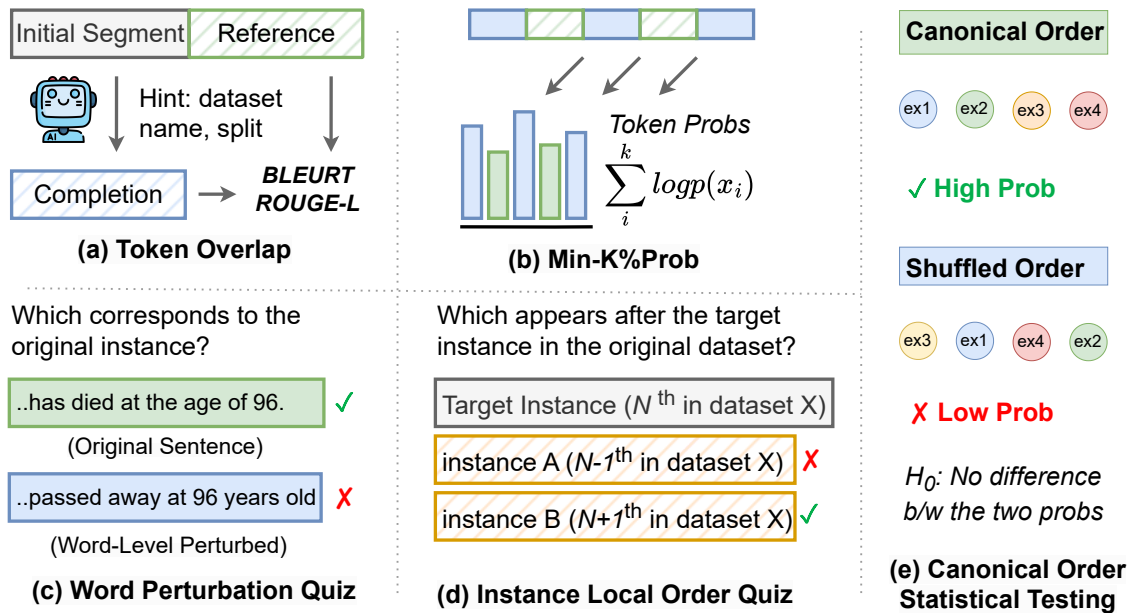 Initial Segment Reference
Hint: dataset
name, split
AI
Completion
BLEURT
ROUGE-L
(a) Token Overlap
Token Probs
\sum_{i}^{k} logp(x_i)
(b) Min-K%Prob
Which corresponds to the
original instance?
..has died at the age of 96. ✓
(Original Sentence)
..passed away at 96 years old ✗
(Word-Level Perturbed)
(c) Word Perturbation Quiz
Which appears after the target
instance in the original dataset?
Target Instance (N th in dataset X)
instance A (N-1th in dataset X) ✗
instance B (N+1th in dataset X) ✓
(d) Instance Local Order Quiz
Canonical Order
ex1 ex2 ex3 ex4
✓ High Prob
Shuffled Order
ex3 ex1 ex4 ex2
✗ Low Prob
H0: No difference
b/w the two probs
(e) Canonical Order
Statistical Testing